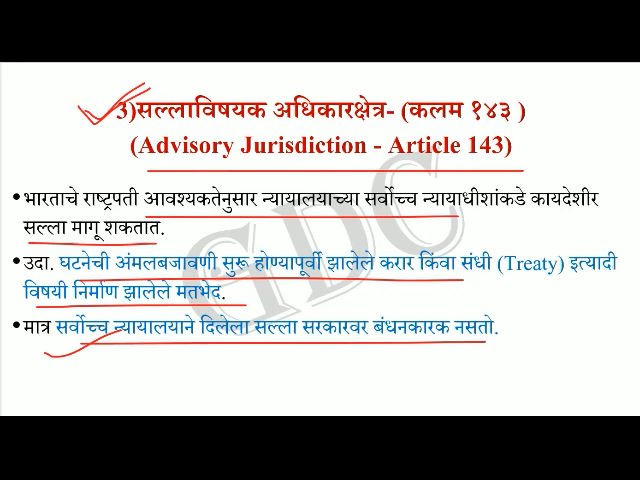 3)सल्लाविषयक अधिकारक्षेत्र- (कलम १४३ )
(Advisory Jurisdiction - Article 143)
•भारताचे राष्ट्रपती आवश्यकतेनुसार न्यायालयाच्या सर्वोच्च न्यायाधीशांकडे कायदेशीर
सल्ला मागू शकतात.
•उदा. घटनेची अंमलबजावणी सुरू होण्यापूर्वी झालेले करार किंवा संधी (Treaty) इत्यादी
विषयी निर्माण झालेले मतभेद.
•मात्र सर्वोच्च न्यायालयाने दिलेला सल्ला सरकारवर बंधनकारक नसतो.
GDC